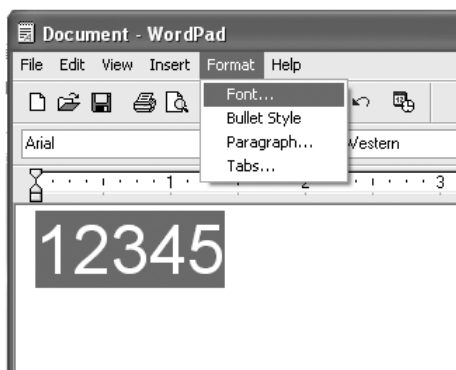 Document - WordPad
File Edit View Insert Format Help
Font...
Bullet Style
Arial
Paragraph...
Western
Tabs...
1 2 3
12345